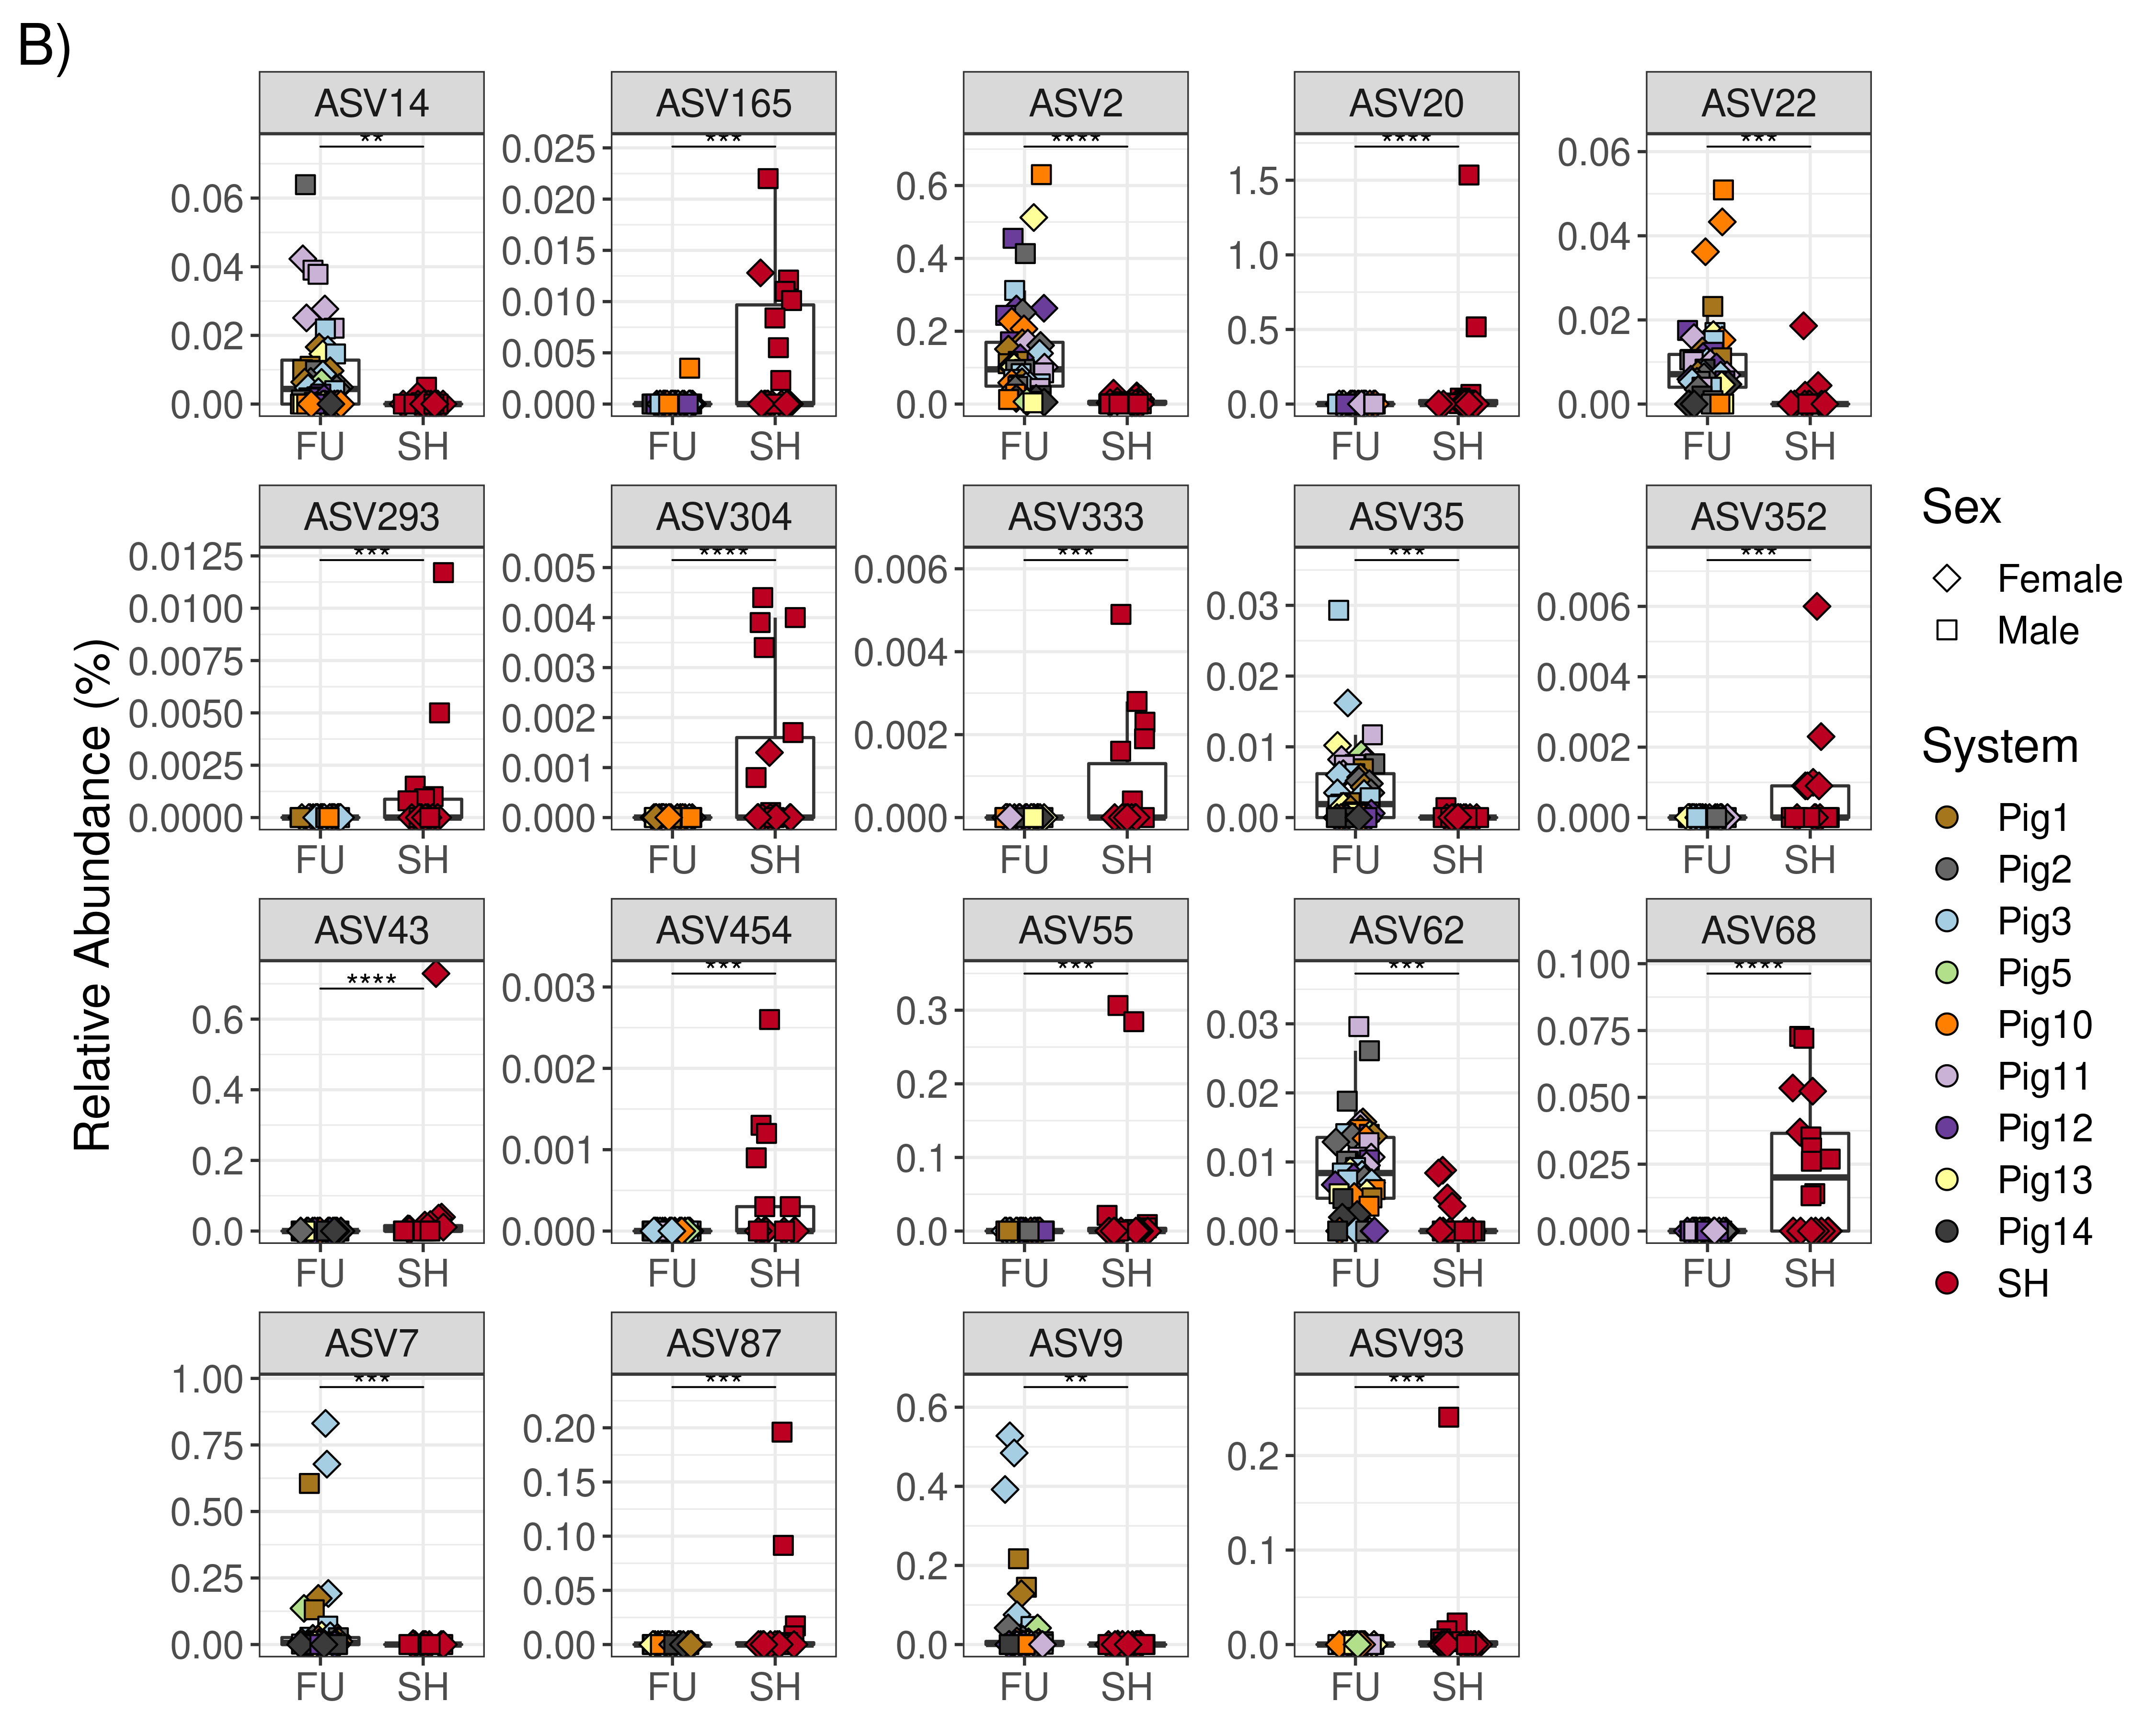 B)
ASV14 ASV165 ASV2 ASV20 ASV22
** *** **** **** ***
0.06 0.04 0.02 0.00
0.025 0.020 0.015 0.010 0.005 0.000
0.6 0.4 0.2 0.0
1.5 1.0 0.5 0.0
0.06 0.04 0.02 0.00
FU SH FU SH FU SH FU SH FU SH
ASV293 ASV304 ASV333 ASV35 ASV352
*** **** *** *** ***
0.0125 0.0100 0.0075 0.0050 0.0025 0.0000
0.005 0.004 0.003 0.002 0.001 0.000
0.006 0.004 0.002 0.000
0.03 0.02 0.01 0.00
0.006 0.004 0.002 0.000
FU SH FU SH FU SH FU SH FU SH
ASV43 ASV454 ASV55 ASV62 ASV68
**** *** *** *** ****
0.6 0.4 0.2 0.0
0.003 0.002 0.001 0.000
0.3 0.2 0.1 0.0
0.03 0.02 0.01 0.00
0.100 0.075 0.050 0.025 0.000
FU SH FU SH FU SH FU SH FU SH
ASV7 ASV87 ASV9 ASV93
*** *** ** ***
1.00 0.75 0.50 0.25 0.00
0.20 0.15 0.10 0.05 0.00
0.6 0.4 0.2 0.0
0.2 0.1 0.0
FU SH FU SH FU SH FU SH
Relative Abundance (%)
Sex
Female
Male
System
Pig1
Pig2
Pig3
Pig5
Pig10
Pig11
Pig12
Pig13
Pig14
SH